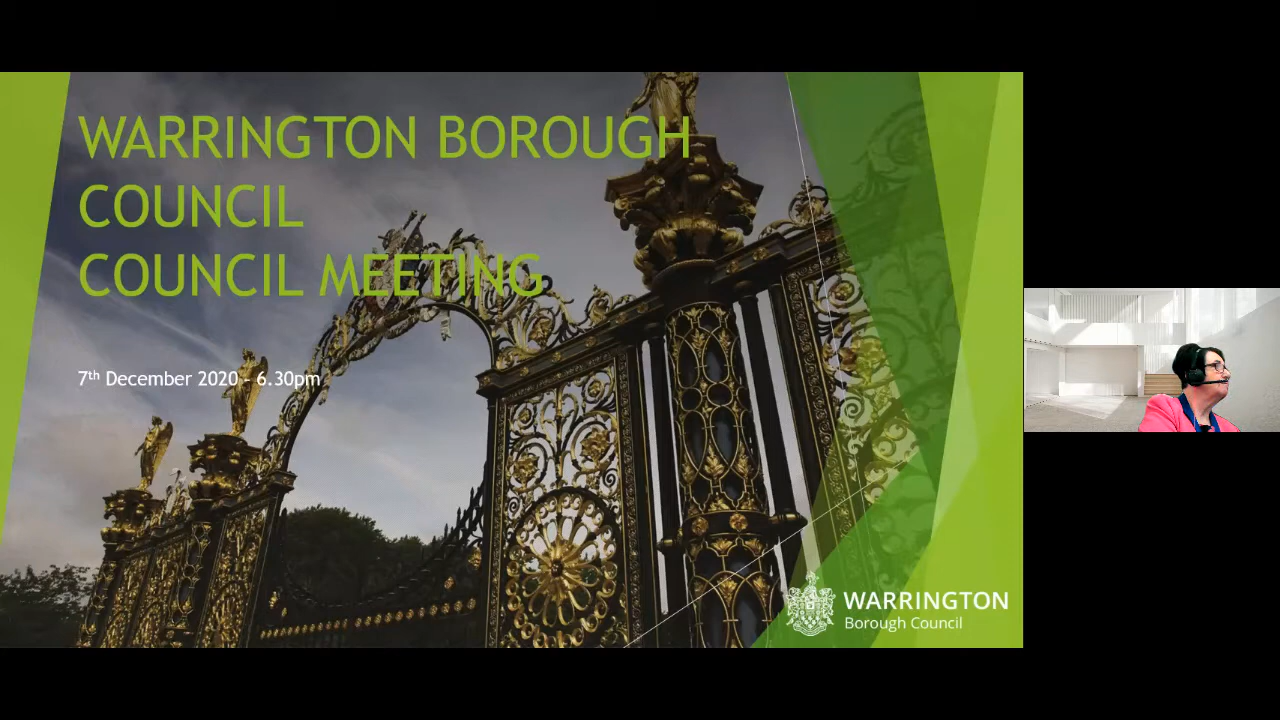 WARRINGTON BOROUGH
COUNCIL
COUNCIL MEETING
7th December 2020 - 6.30pm
WARRINGTON
Borough Council